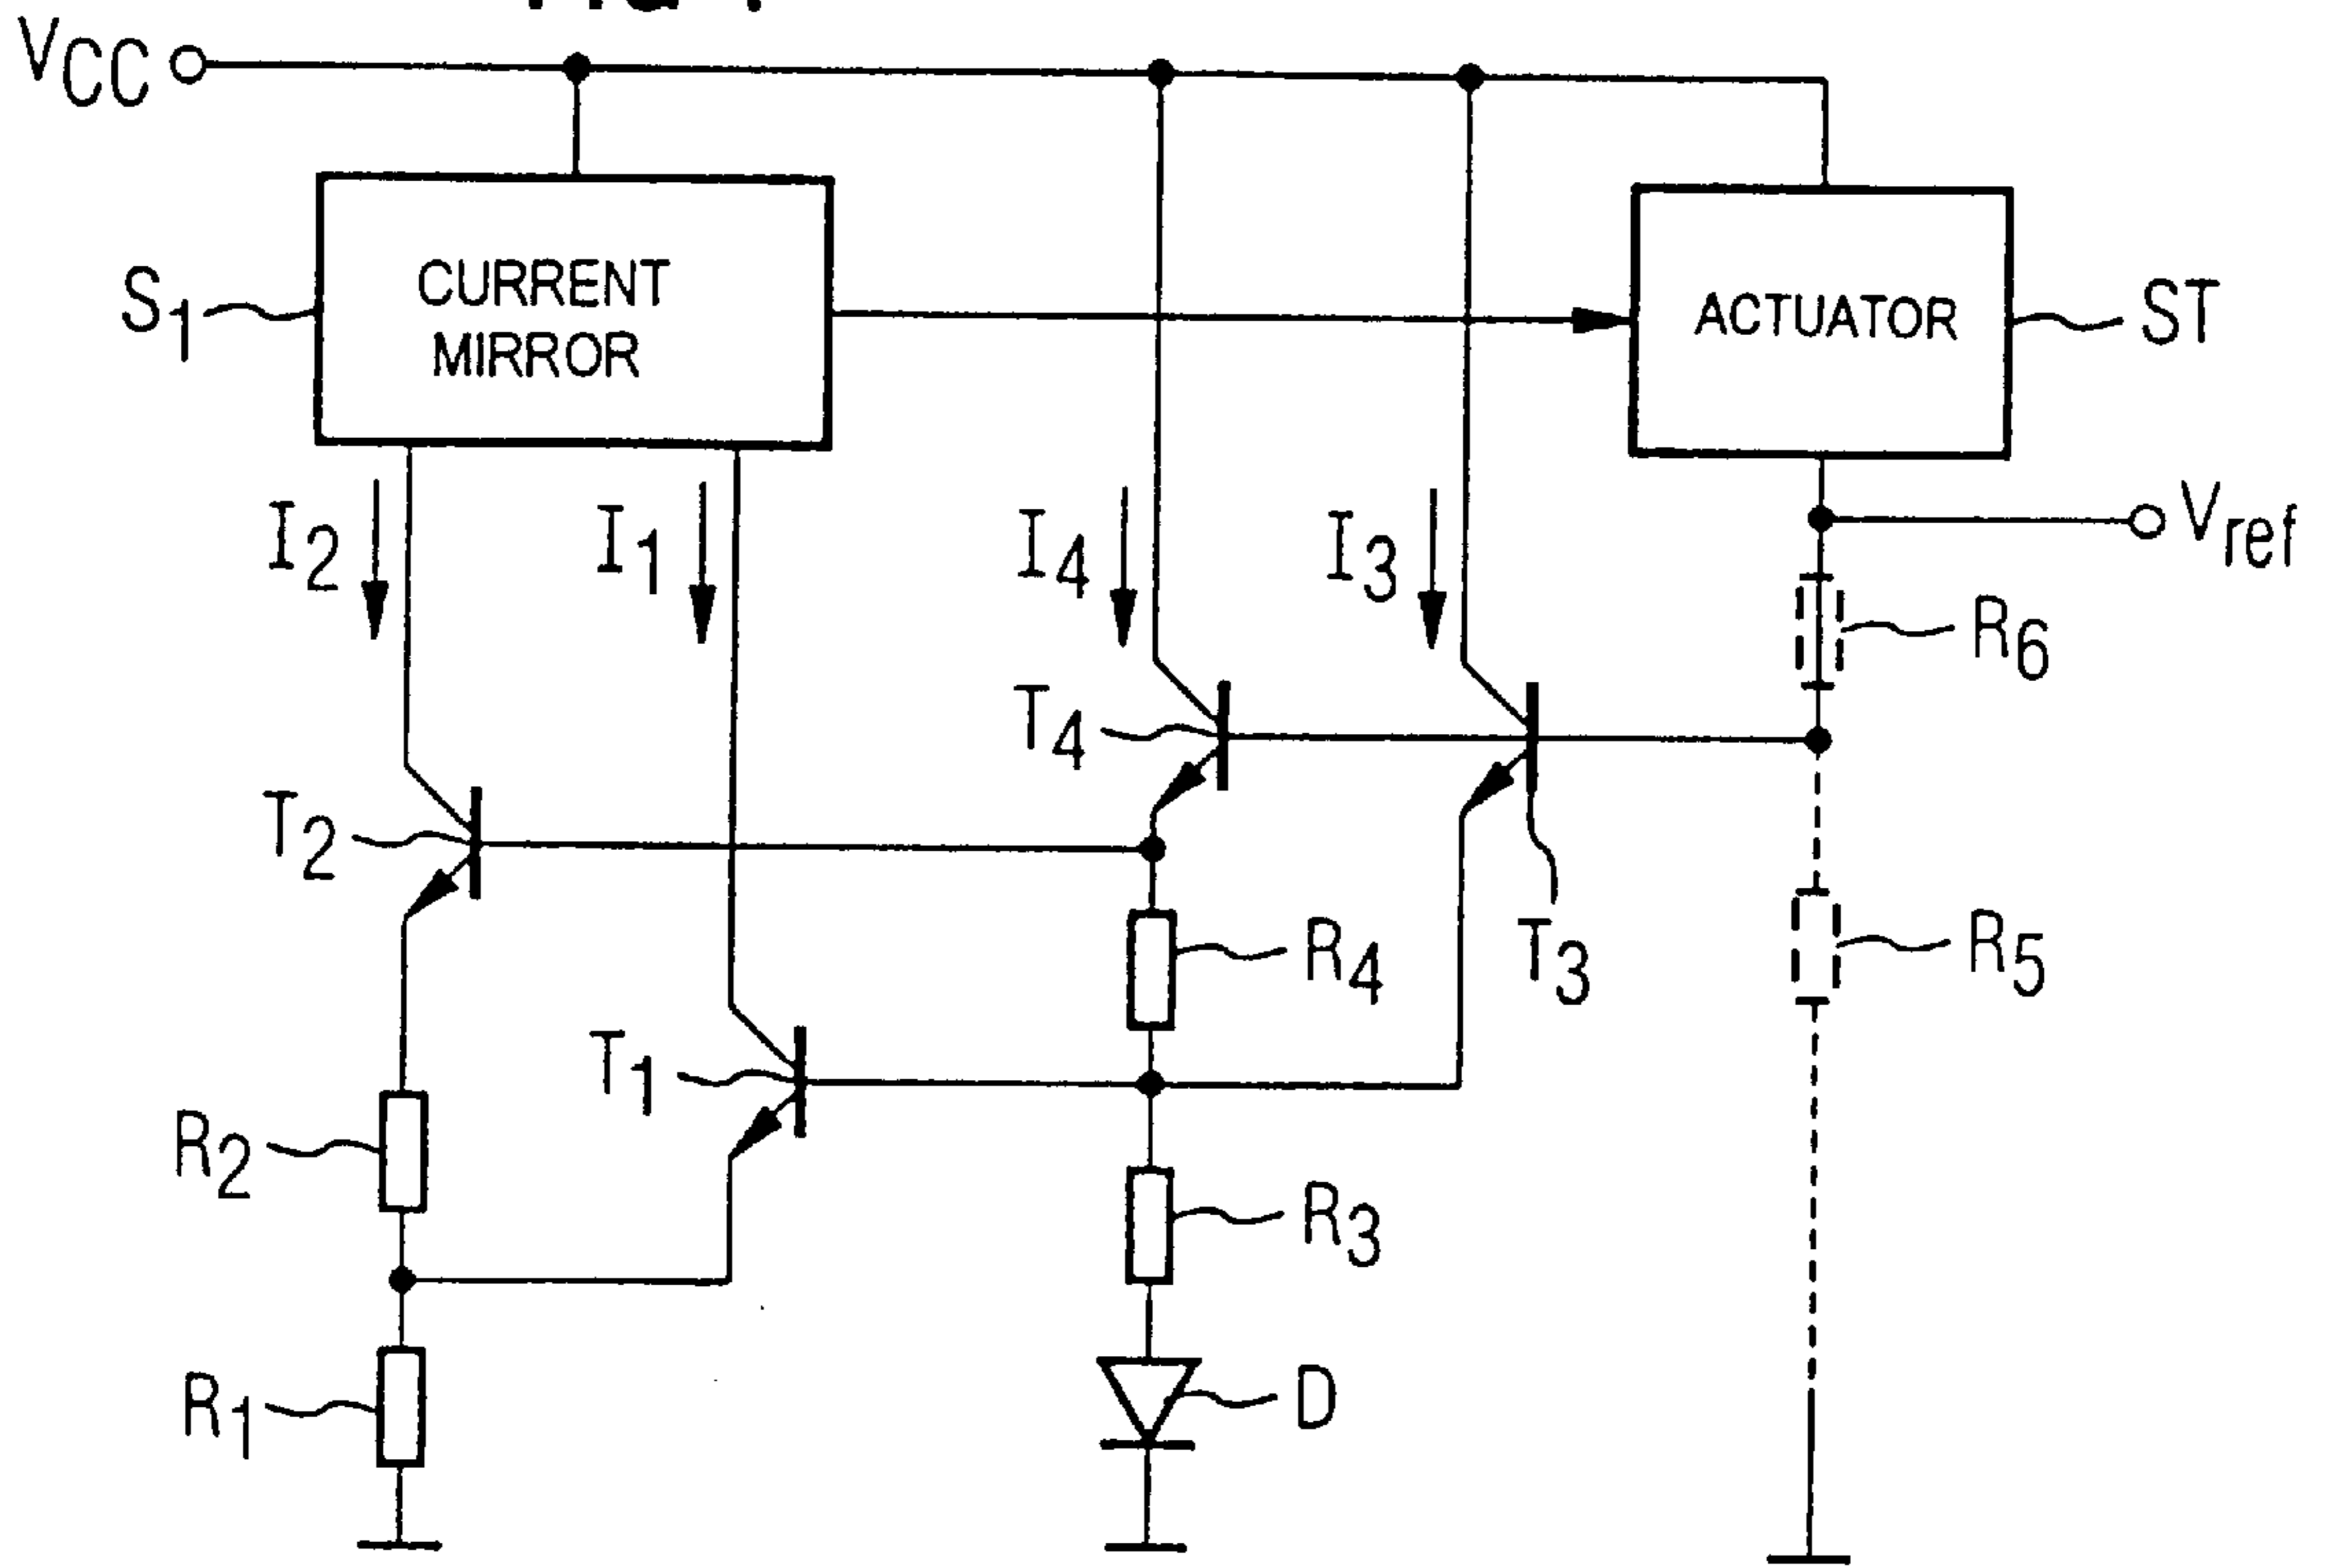 VCC
CURRENT
MIRROR
S1
ACTUATOR
ST
I2
I1
I4
I3
Vref
R6
T4
T2
R4
T3
R5
T1
R2
R3
R1
D